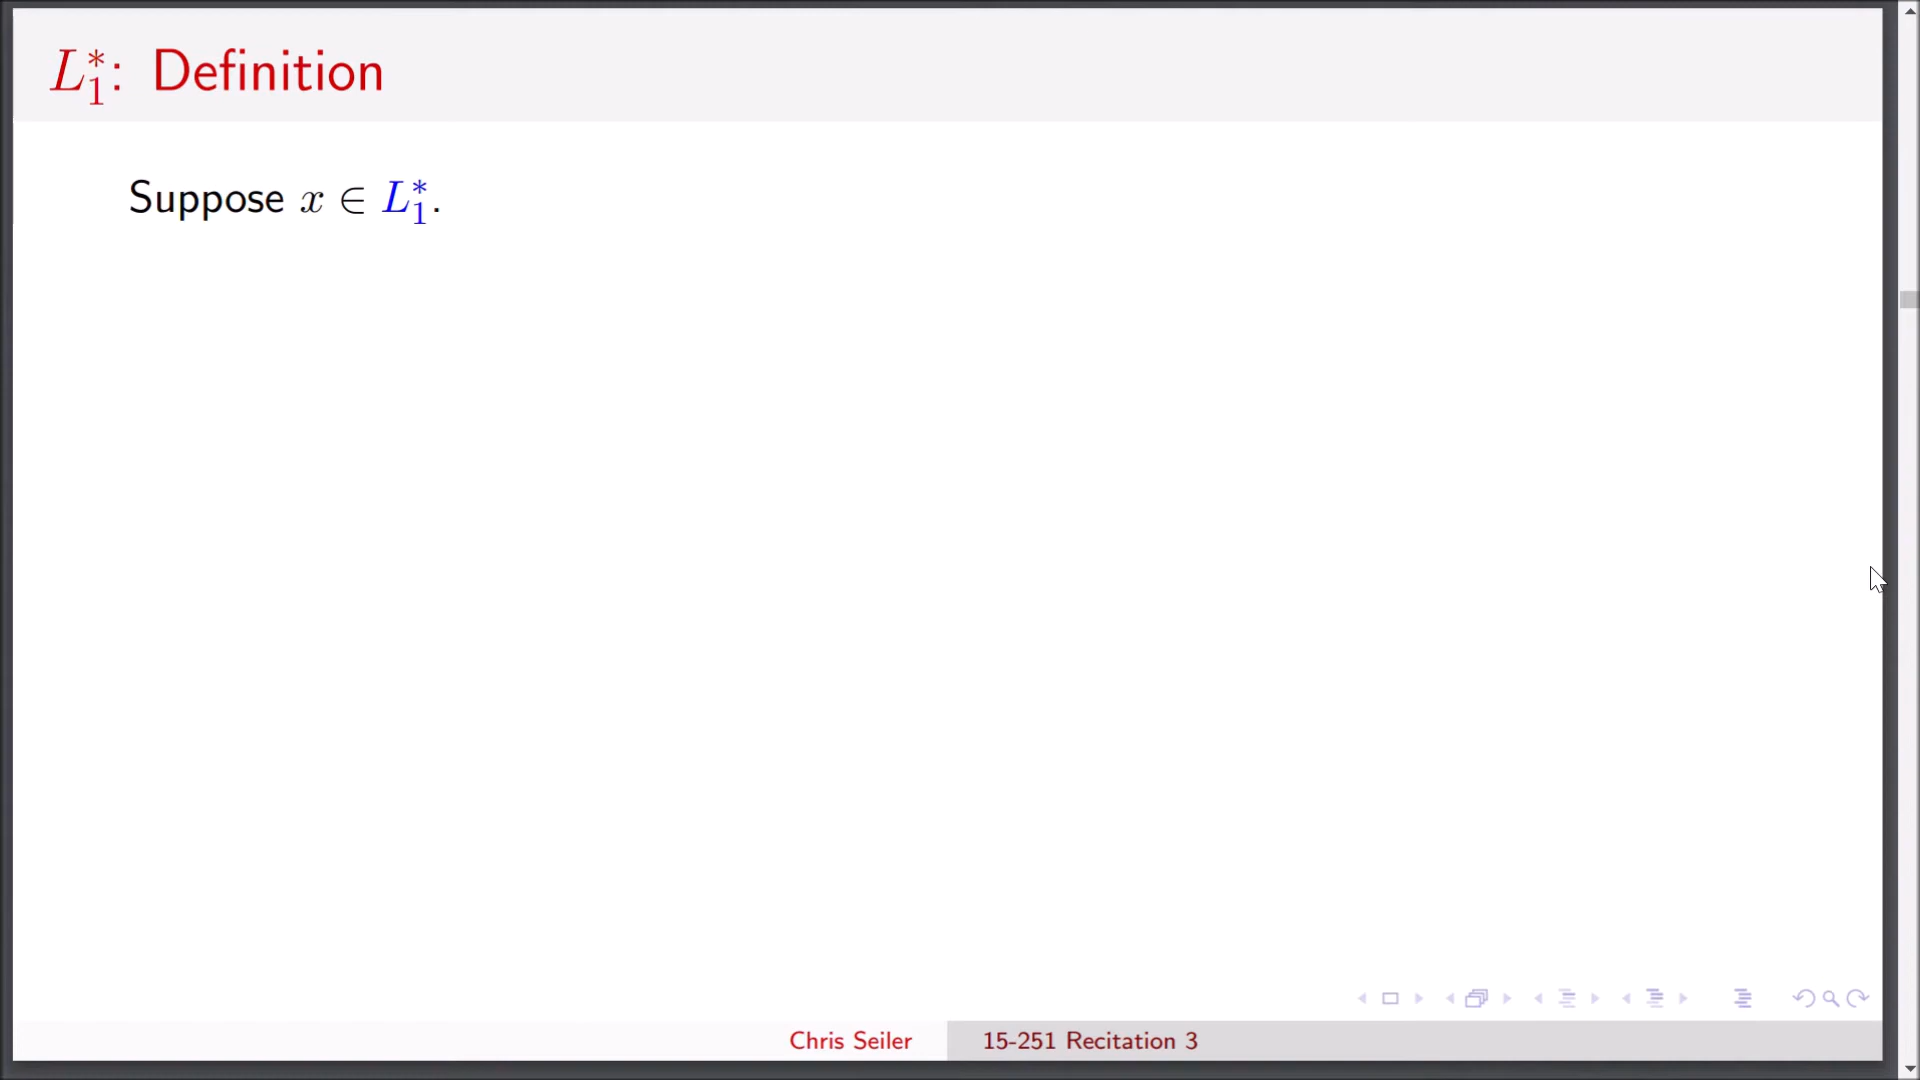 L₁*: Definition
Suppose x ∈ L₁*.
Chris Seiler
15-251 Recitation 3